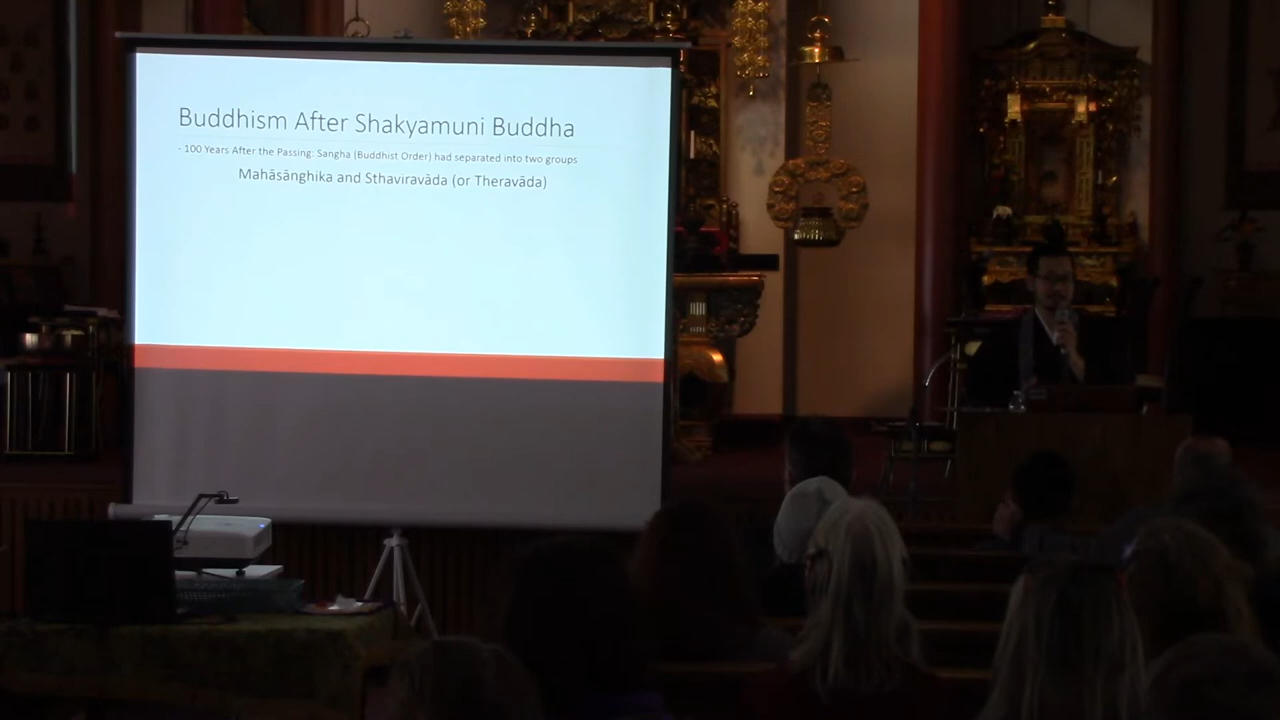 Buddhism After Shakyamuni Buddha
- 100 Years After the Passing: Sangha (Buddhist Order) had separated into two groups
Mahāsānghika and Sthaviravāda (or Theravāda)